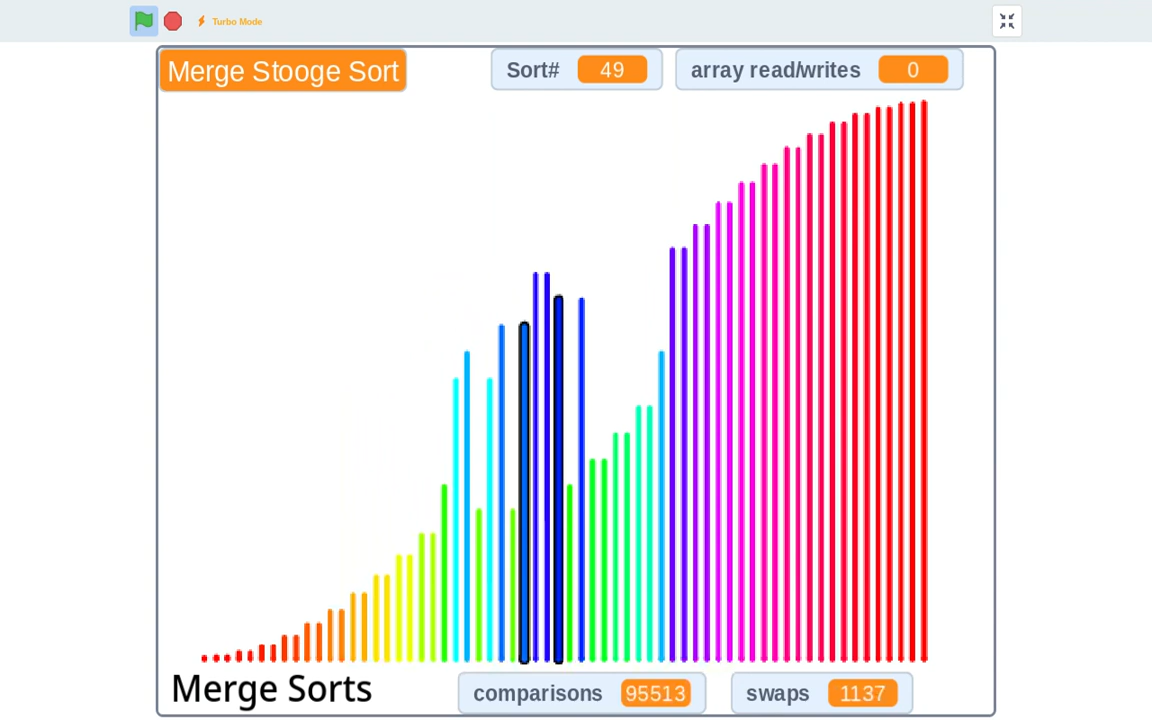 Turbo Mode
Merge Stooge Sort
Sort# 49
array read/writes 0
Merge Sorts
comparisons 95513
swaps 1137